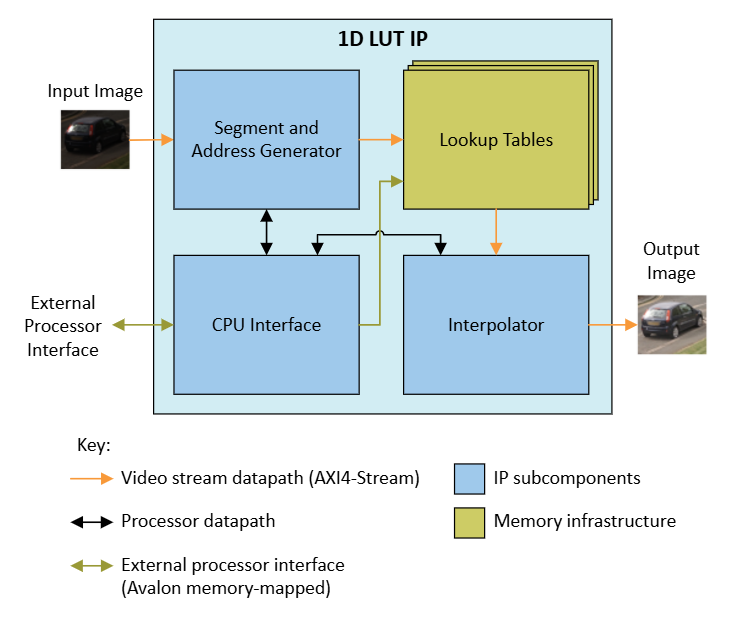 1D LUT IP
Input Image
Segment and
Address Generator
Lookup Tables
Output
Image
External
Processor
Interface
CPU Interface
Interpolator
Key:
Video stream datapath (AXI4-Stream)
IP subcomponents
Processor datapath
Memory infrastructure
External processor interface
(Avalon memory-mapped)